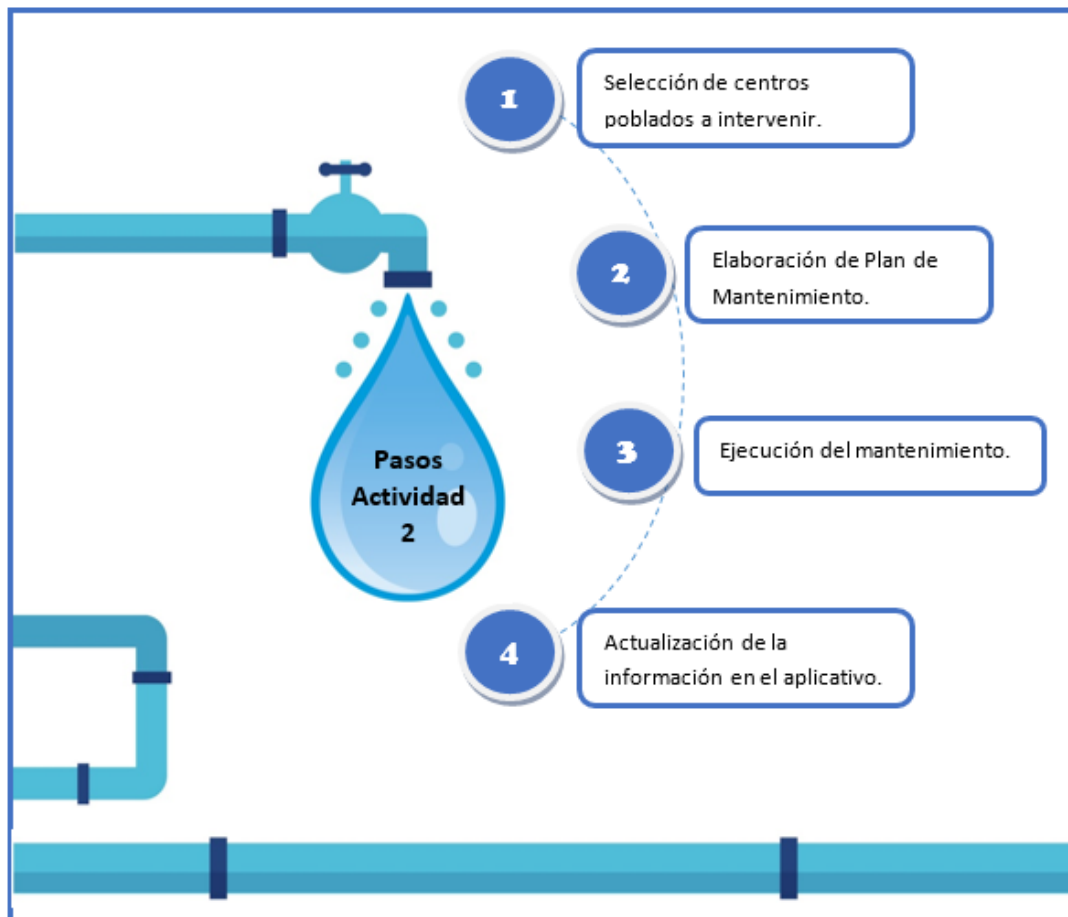 1
Selección de centros
poblados a intervenir.
2
Elaboración de Plan de
Mantenimiento.
Pasos
Actividad
2
3
Ejecución del mantenimiento.
4
Actualización de la
información en el aplicativo.